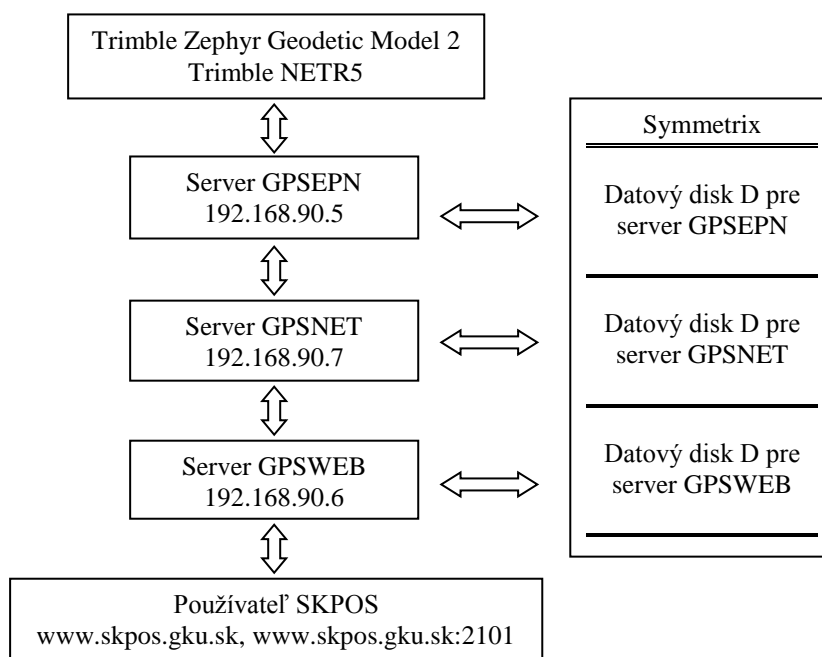 Trimble Zephyr Geodetic Model 2
Trimble NETR5
Server GPSEPN
192.168.90.5
Server GPSNET
192.168.90.7
Server GPSWEB
192.168.90.6
Používateľ SKPOS
www.skpos.gku.sk, www.skpos.gku.sk:2101
Symmetrix
Datový disk D pre
server GPSEPN
Datový disk D pre
server GPSNET
Datový disk D pre
server GPSWEB